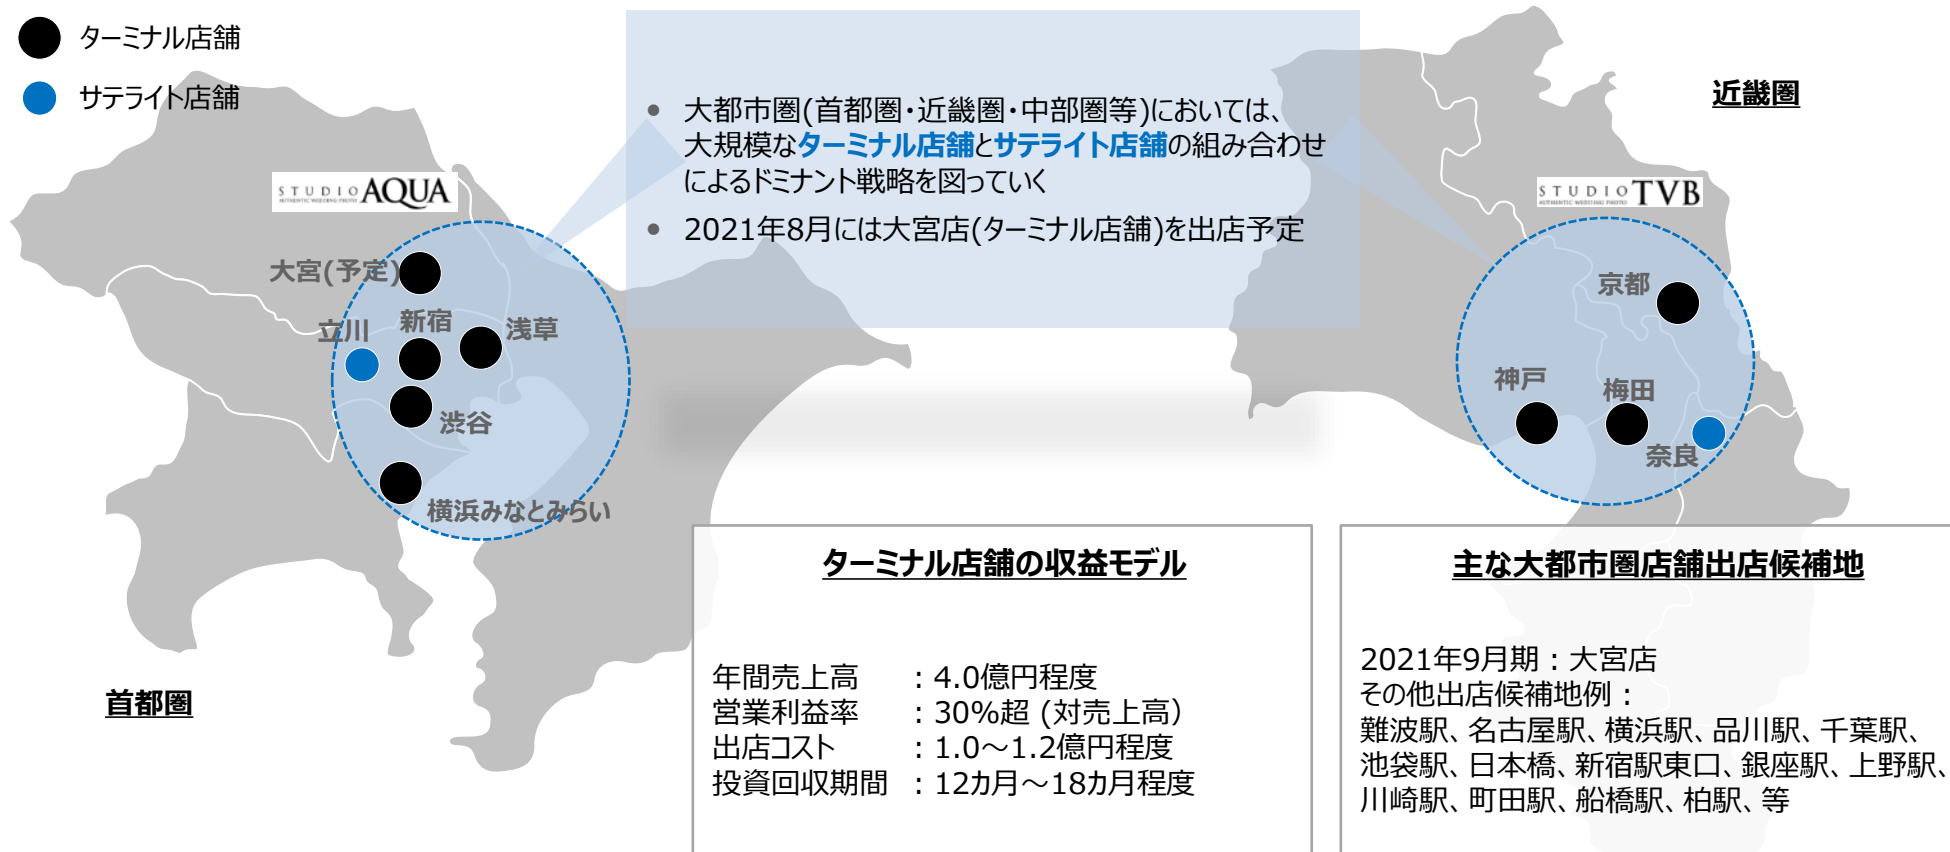 ターミナル店舗
サテライト店舗
• 大都市圏(首都圏・近畿圏・中部圏等)においては、
大規模なターミナル店舗とサテライト店舗の組み合わせ
によるドミナント戦略を図っていく
• 2021年8月には大宮店(ターミナル店舗)を出店予定
近畿圏
STUDIO AQUA
AUTHENTIC WEDDING PHOTO
STUDIO TVB
AUTHENTIC WEDDING PHOTO
大宮(予定)
立川
新宿
浅草
渋谷
横浜みなとみらい
首都圏
京都
神戸
梅田
奈良
ターミナル店舗の収益モデル
年間売上高 :4.0億円程度
営業利益率 :30%超 (対売上高)
出店コスト :1.0~1.2億円程度
投資回収期間 :12カ月~18カ月程度
主な大都市圏店舗出店候補地
2021年9月期:大宮店
その他出店候補地例:
難波駅、名古屋駅、横浜駅、品川駅、千葉駅、
池袋駅、日本橋、新宿駅東口、銀座駅、上野駅、
川崎駅、町田駅、船橋駅、柏駅、等